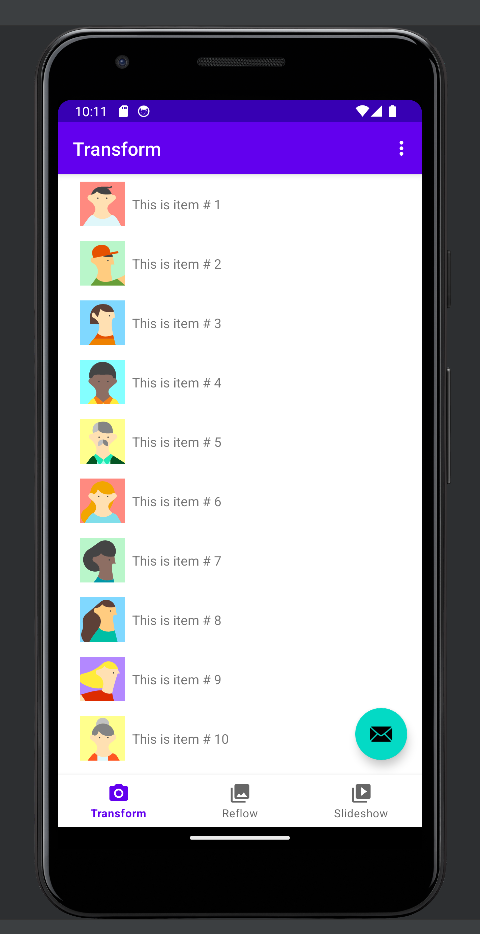 10:11
Transform
This is item # 1
This is item # 2
This is item # 3
This is item # 4
This is item # 5
This is item # 6
This is item # 7
This is item # 8
This is item # 9
This is item # 10
Transform
Reflow
Slideshow